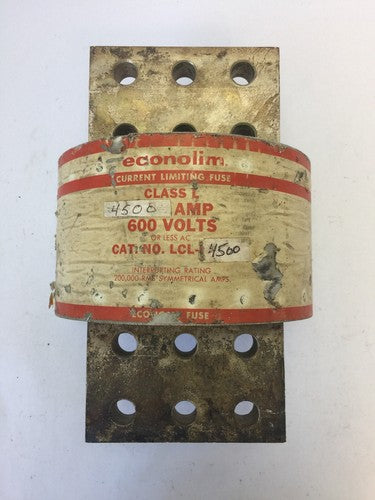 econolim
CURRENT LIMITING FUSE
CLASS L
4500 AMP
600 VOLTS
OR LESS AC
CAT. NO. LCL- 4500
INTERRUPTING RATING
200,000 RMS SYMMETRICAL AMPS.
FUSE